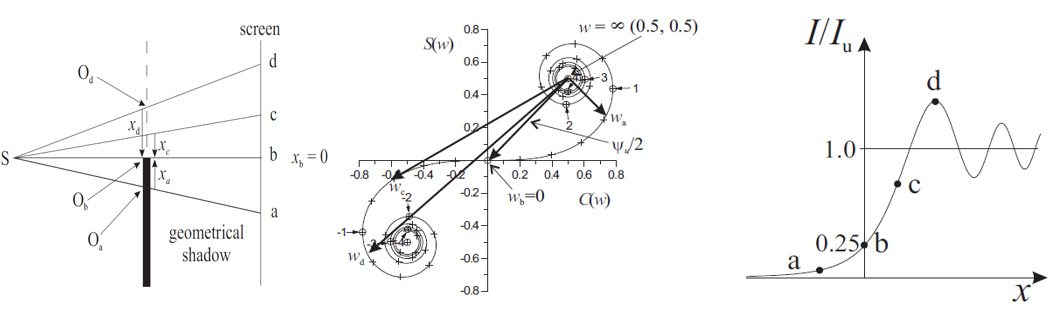 screen
S
O_d
O_b
O_a
x_d
x_c
x_a
d
c
b
a
x_b = 0
geometrical
shadow
S(w)
w = ∞ (0.5, 0.5)
0.8
0.6
0.4
0.2
-0.8 -0.6 -0.4 -0.2 0.2 0.4 0.6 0.8
-0.2
-0.4
-0.6
-0.8
C(w)
1
2
3
-1
-2
-3
w_a
ψ_u/2
w_b=0
w_c
w_d
I/I_u
1.0
0.25
a
b
c
d
x